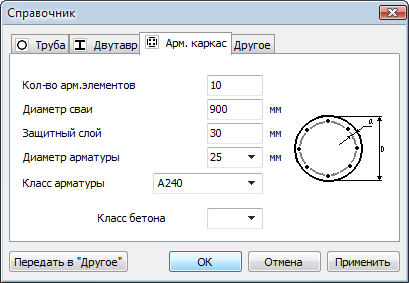 Справочник
Труба Двутавр Арм. каркас Другое
Кол-во арм.элементов 10
Диаметр сваи 900 мм
Защитный слой 30 мм
Диаметр арматуры 25 мм
Класс арматуры A240
Класс бетона
a
D
Передать в "Другое" OK Отмена Применить